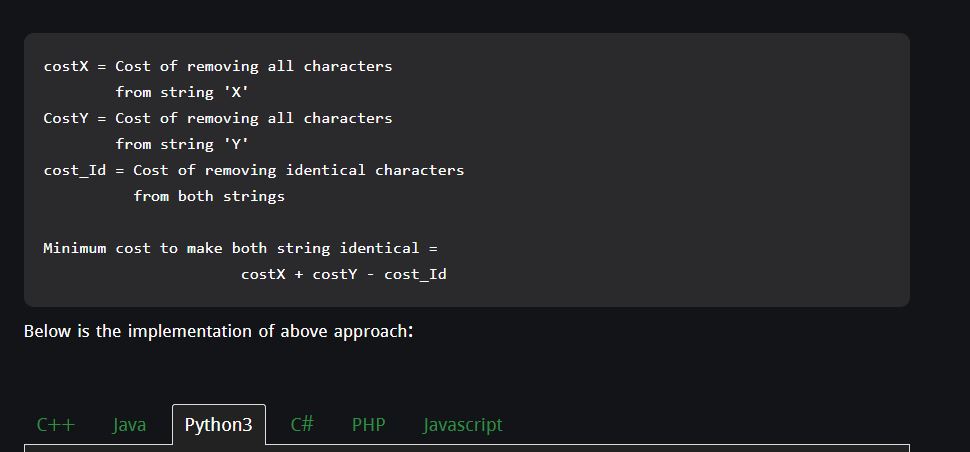 costX = Cost of removing all characters
from string 'X'
CostY = Cost of removing all characters
from string 'Y'
cost_Id = Cost of removing identical characters
from both strings
Minimum cost to make both string identical =
costX + costY - cost_Id
Below is the implementation of above approach:
C++ Java Python3 C# PHP Javascript